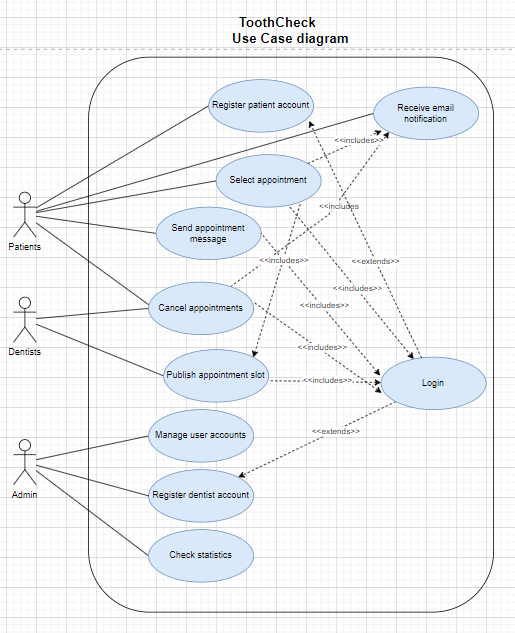 ToothCheck
Use Case diagram
Register patient account
Receive email
notification
<<includes>>
Select appointment
<<includes
Patients
Send appointment
message
<<includes>>
<<extends>>
<<includes>>
Cancel appointments
<<includes>>
Dentists
<<includes>>
Publish appointment slot
<<includes>>
Login
Manage user accounts
<<extends>>
Admin
Register dentist account
Check statistics